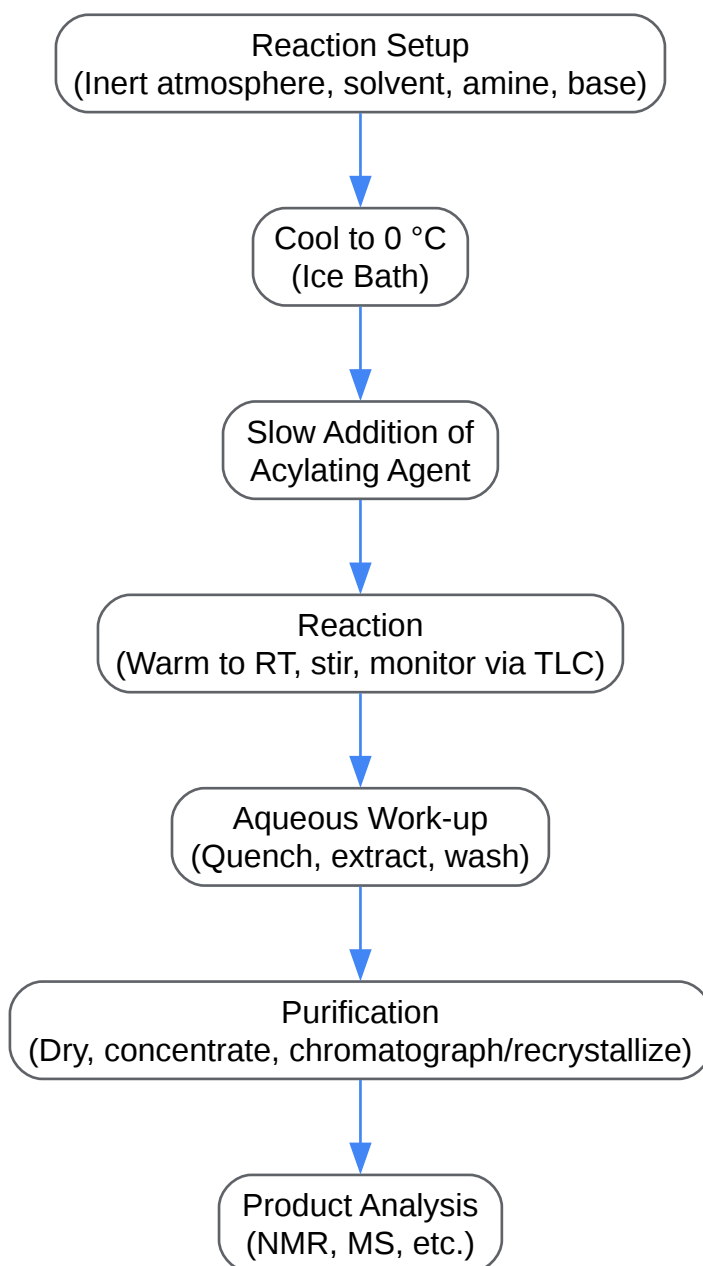 Reaction Setup
(Inert atmosphere, solvent, amine, base)
Cool to 0 °C
(Ice Bath)
Slow Addition of
Acylating Agent
Reaction
(Warm to RT, stir, monitor via TLC)
Aqueous Work-up
(Quench, extract, wash)
Purification
(Dry, concentrate, chromatograph/recrystallize)
Product Analysis
(NMR, MS, etc.)